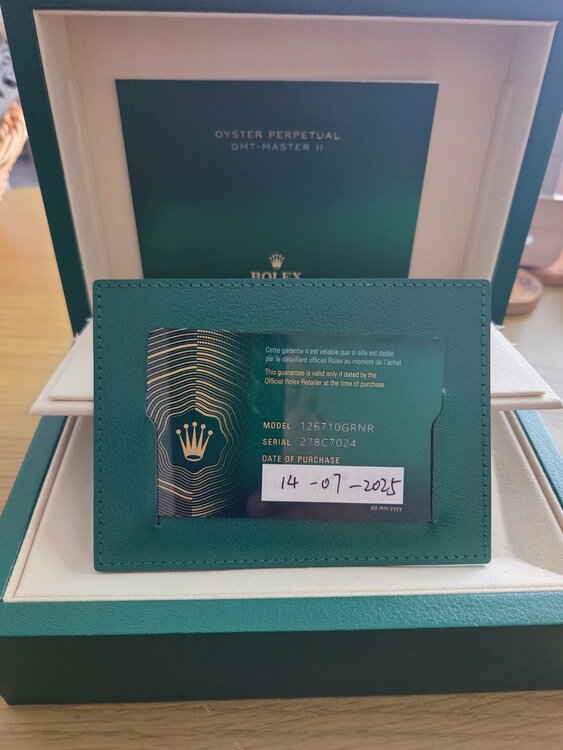 OYSTER PERPETUAL
GMT-MASTER II
ROLEX
Cette garantie n'est valable que si elle est datée
par le détaillant officiel Rolex au moment de l'achat
This guarantee is valid only if dated by the
Official Rolex Retailer at the time of purchase
MODEL 126710GRNR
SERIAL 278C7024
DATE OF PURCHASE
14-07-2025
dd.mm.yyyy